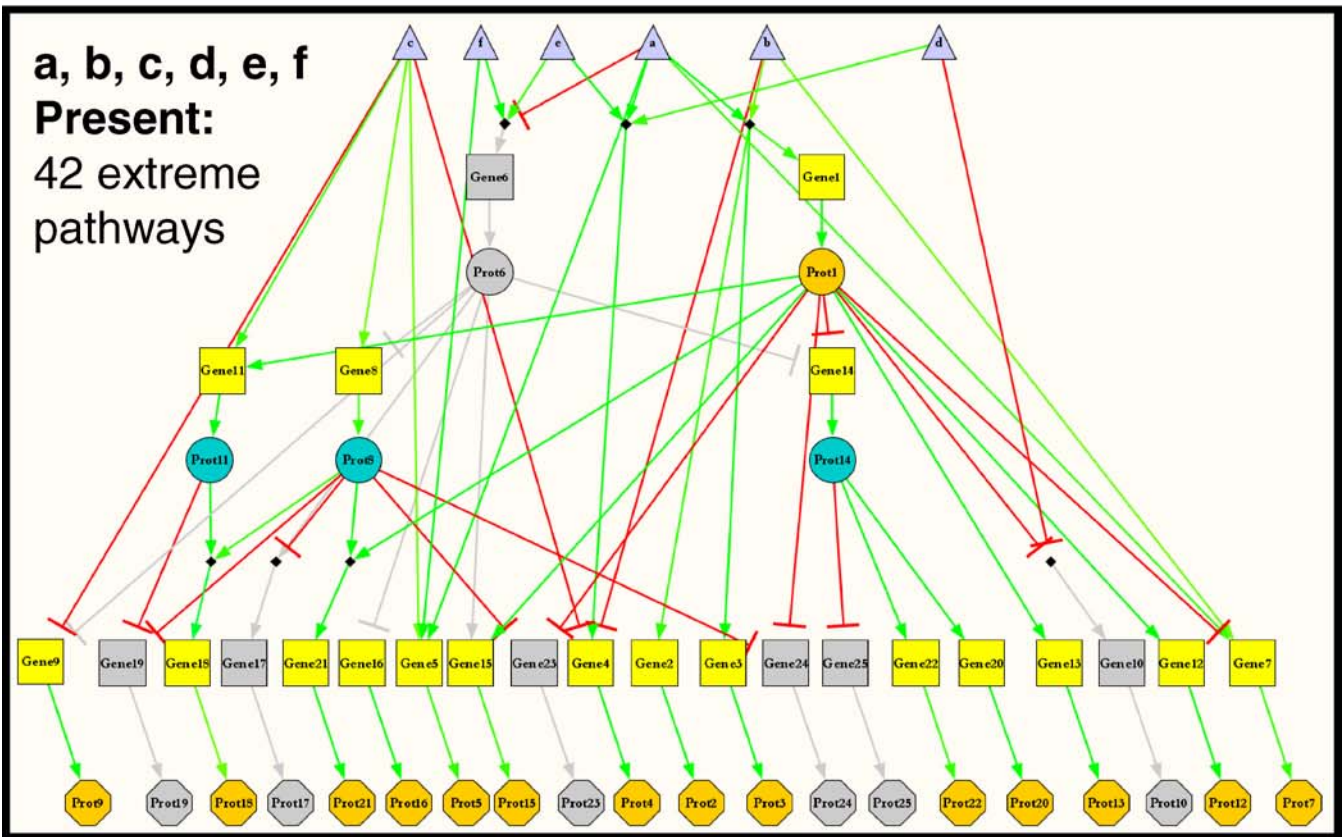 a, b, c, d, e, f
Present:
42 extreme
pathways
c f e a b d
Gene6 Gene1
Prot6 Prot1
Gene11 Gene8 Gene14
Prot11 Prot8 Prot14
Gene9 Gene19 Gene18 Gene17 Gene21 Gene16 Gene5 Gene15 Gene23 Gene4 Gene2 Gene3 Gene24 Gene25 Gene22 Gene20 Gene13 Gene10 Gene12 Gene7
Prot9 Prot19 Prot18 Prot17 Prot21 Prot16 Prot5 Prot15 Prot23 Prot4 Prot2 Prot3 Prot24 Prot25 Prot22 Prot20 Prot13 Prot10 Prot12 Prot7